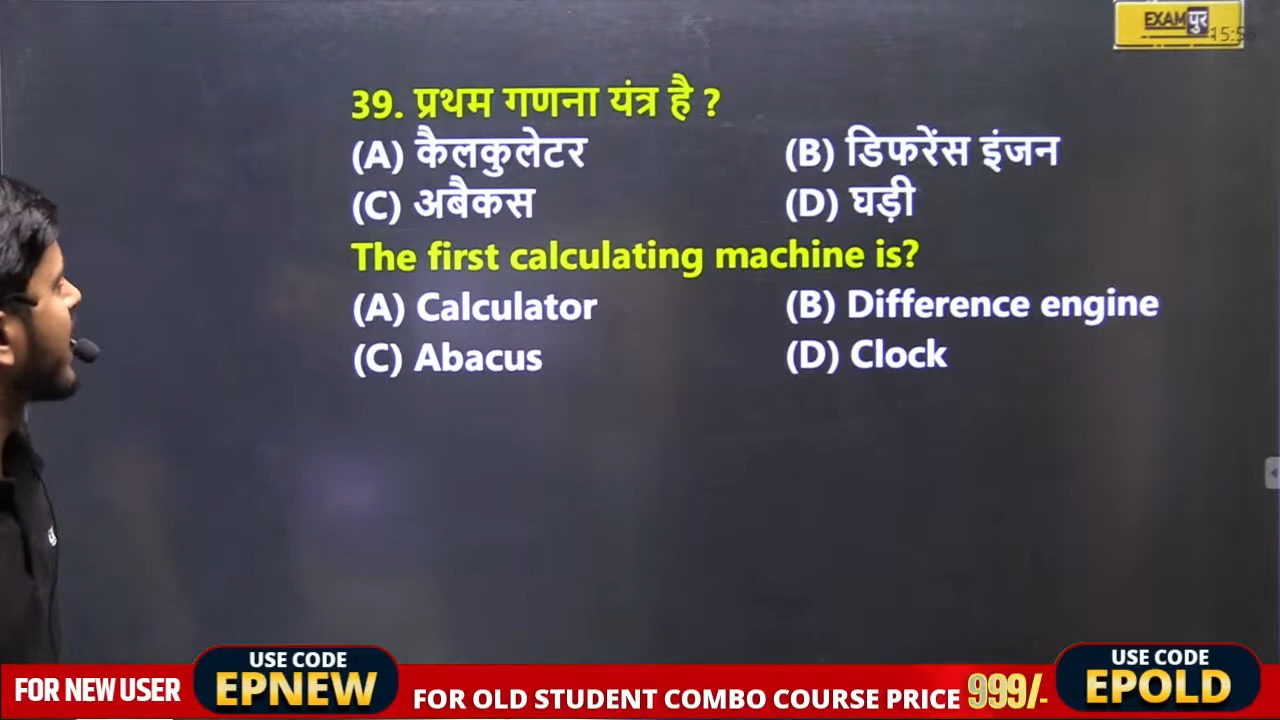 EXAMपुर
39. प्रथम गणना यंत्र है ?
(A) कैलकुलेटर (B) डिफरेंस इंजन
(C) अबैकस (D) घड़ी
The first calculating machine is?
(A) Calculator (B) Difference engine
(C) Abacus (D) Clock
FOR NEW USER
USE CODE
EPNEW
FOR OLD STUDENT COMBO COURSE PRICE 999/-
USE CODE
EPOLD